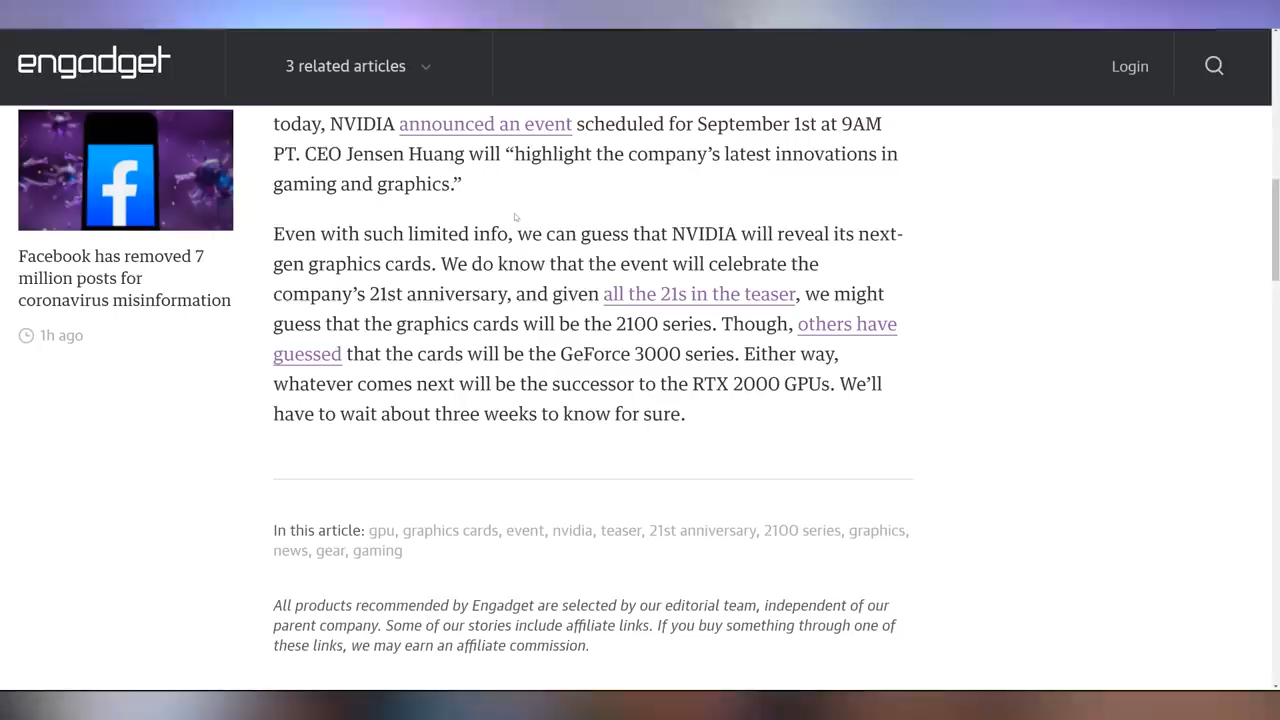 engadget
3 related articles
Login
today, NVIDIA announced an event scheduled for September 1st at 9AM
PT. CEO Jensen Huang will “highlight the company’s latest innovations in
gaming and graphics.”
Facebook has removed 7
million posts for
coronavirus misinformation
1h ago
Even with such limited info, we can guess that NVIDIA will reveal its next-
gen graphics cards. We do know that the event will celebrate the
company’s 21st anniversary, and given all the 21s in the teaser, we might
guess that the graphics cards will be the 2100 series. Though, others have
guessed that the cards will be the GeForce 3000 series. Either way,
whatever comes next will be the successor to the RTX 2000 GPUs. We’ll
have to wait about three weeks to know for sure.
In this article: gpu, graphics cards, event, nvidia, teaser, 21st anniversary, 2100 series, graphics,
news, gear, gaming
All products recommended by Engadget are selected by our editorial team, independent of our
parent company. Some of our stories include affiliate links. If you buy something through one of
these links, we may earn an affiliate commission.